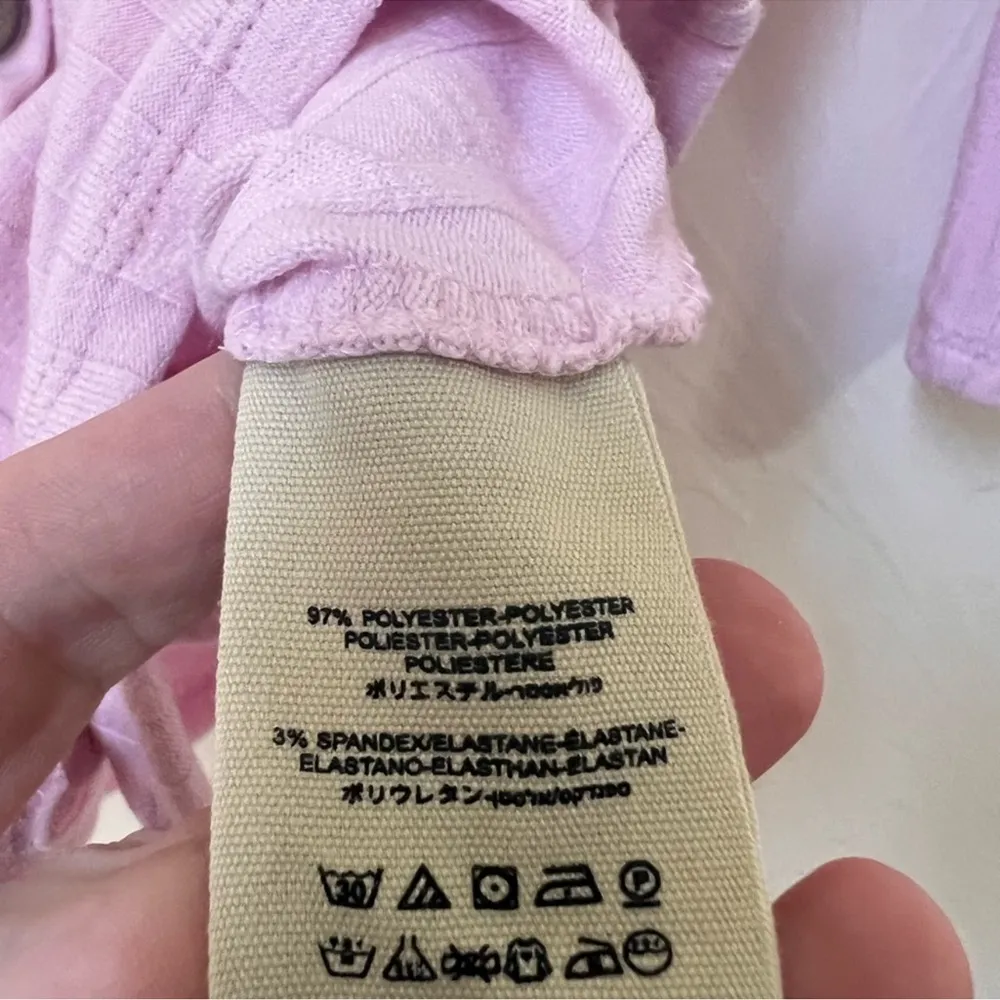 97% POLYESTER-POLYESTER
POLIESTER-POLYESTER
POLIESTERE
ポリエステル-פוליאסטר
3% SPANDEX/ELASTANE-ÉLASTANE-
ELASTANO-ELASTHAN-ELASTAN
ポリウレタン-
30
P